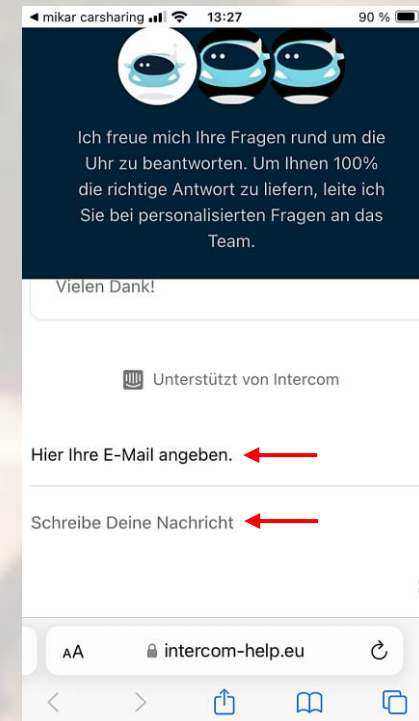 mikar carsharing 13:27 90 %
Ich freue mich Ihre Fragen rund um die
Uhr zu beantworten. Um Ihnen 100%
die richtige Antwort zu liefern, leite ich
Sie bei personalisierten Fragen an das
Team.
Vielen Dank!
Unterstützt von Intercom
Hier Ihre E-Mail angeben.
Schreibe Deine Nachricht
AA intercom-help.eu